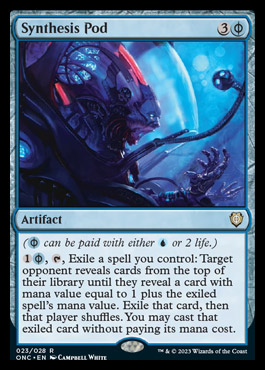 Synthesis Pod 3
Artifact
( can be paid with either or 2 life.)
1 , , Exile a spell you control: Target
opponent reveals cards from the top of
their library until they reveal a card with
mana value equal to 1 plus the exiled
spell's mana value. Exile that card, then
that player shuffles. You may cast that
exiled card without paying its mana cost.
023/028 R
ONC • EN CAMPBELL WHITE
™ & © 2023 Wizards of the Coast